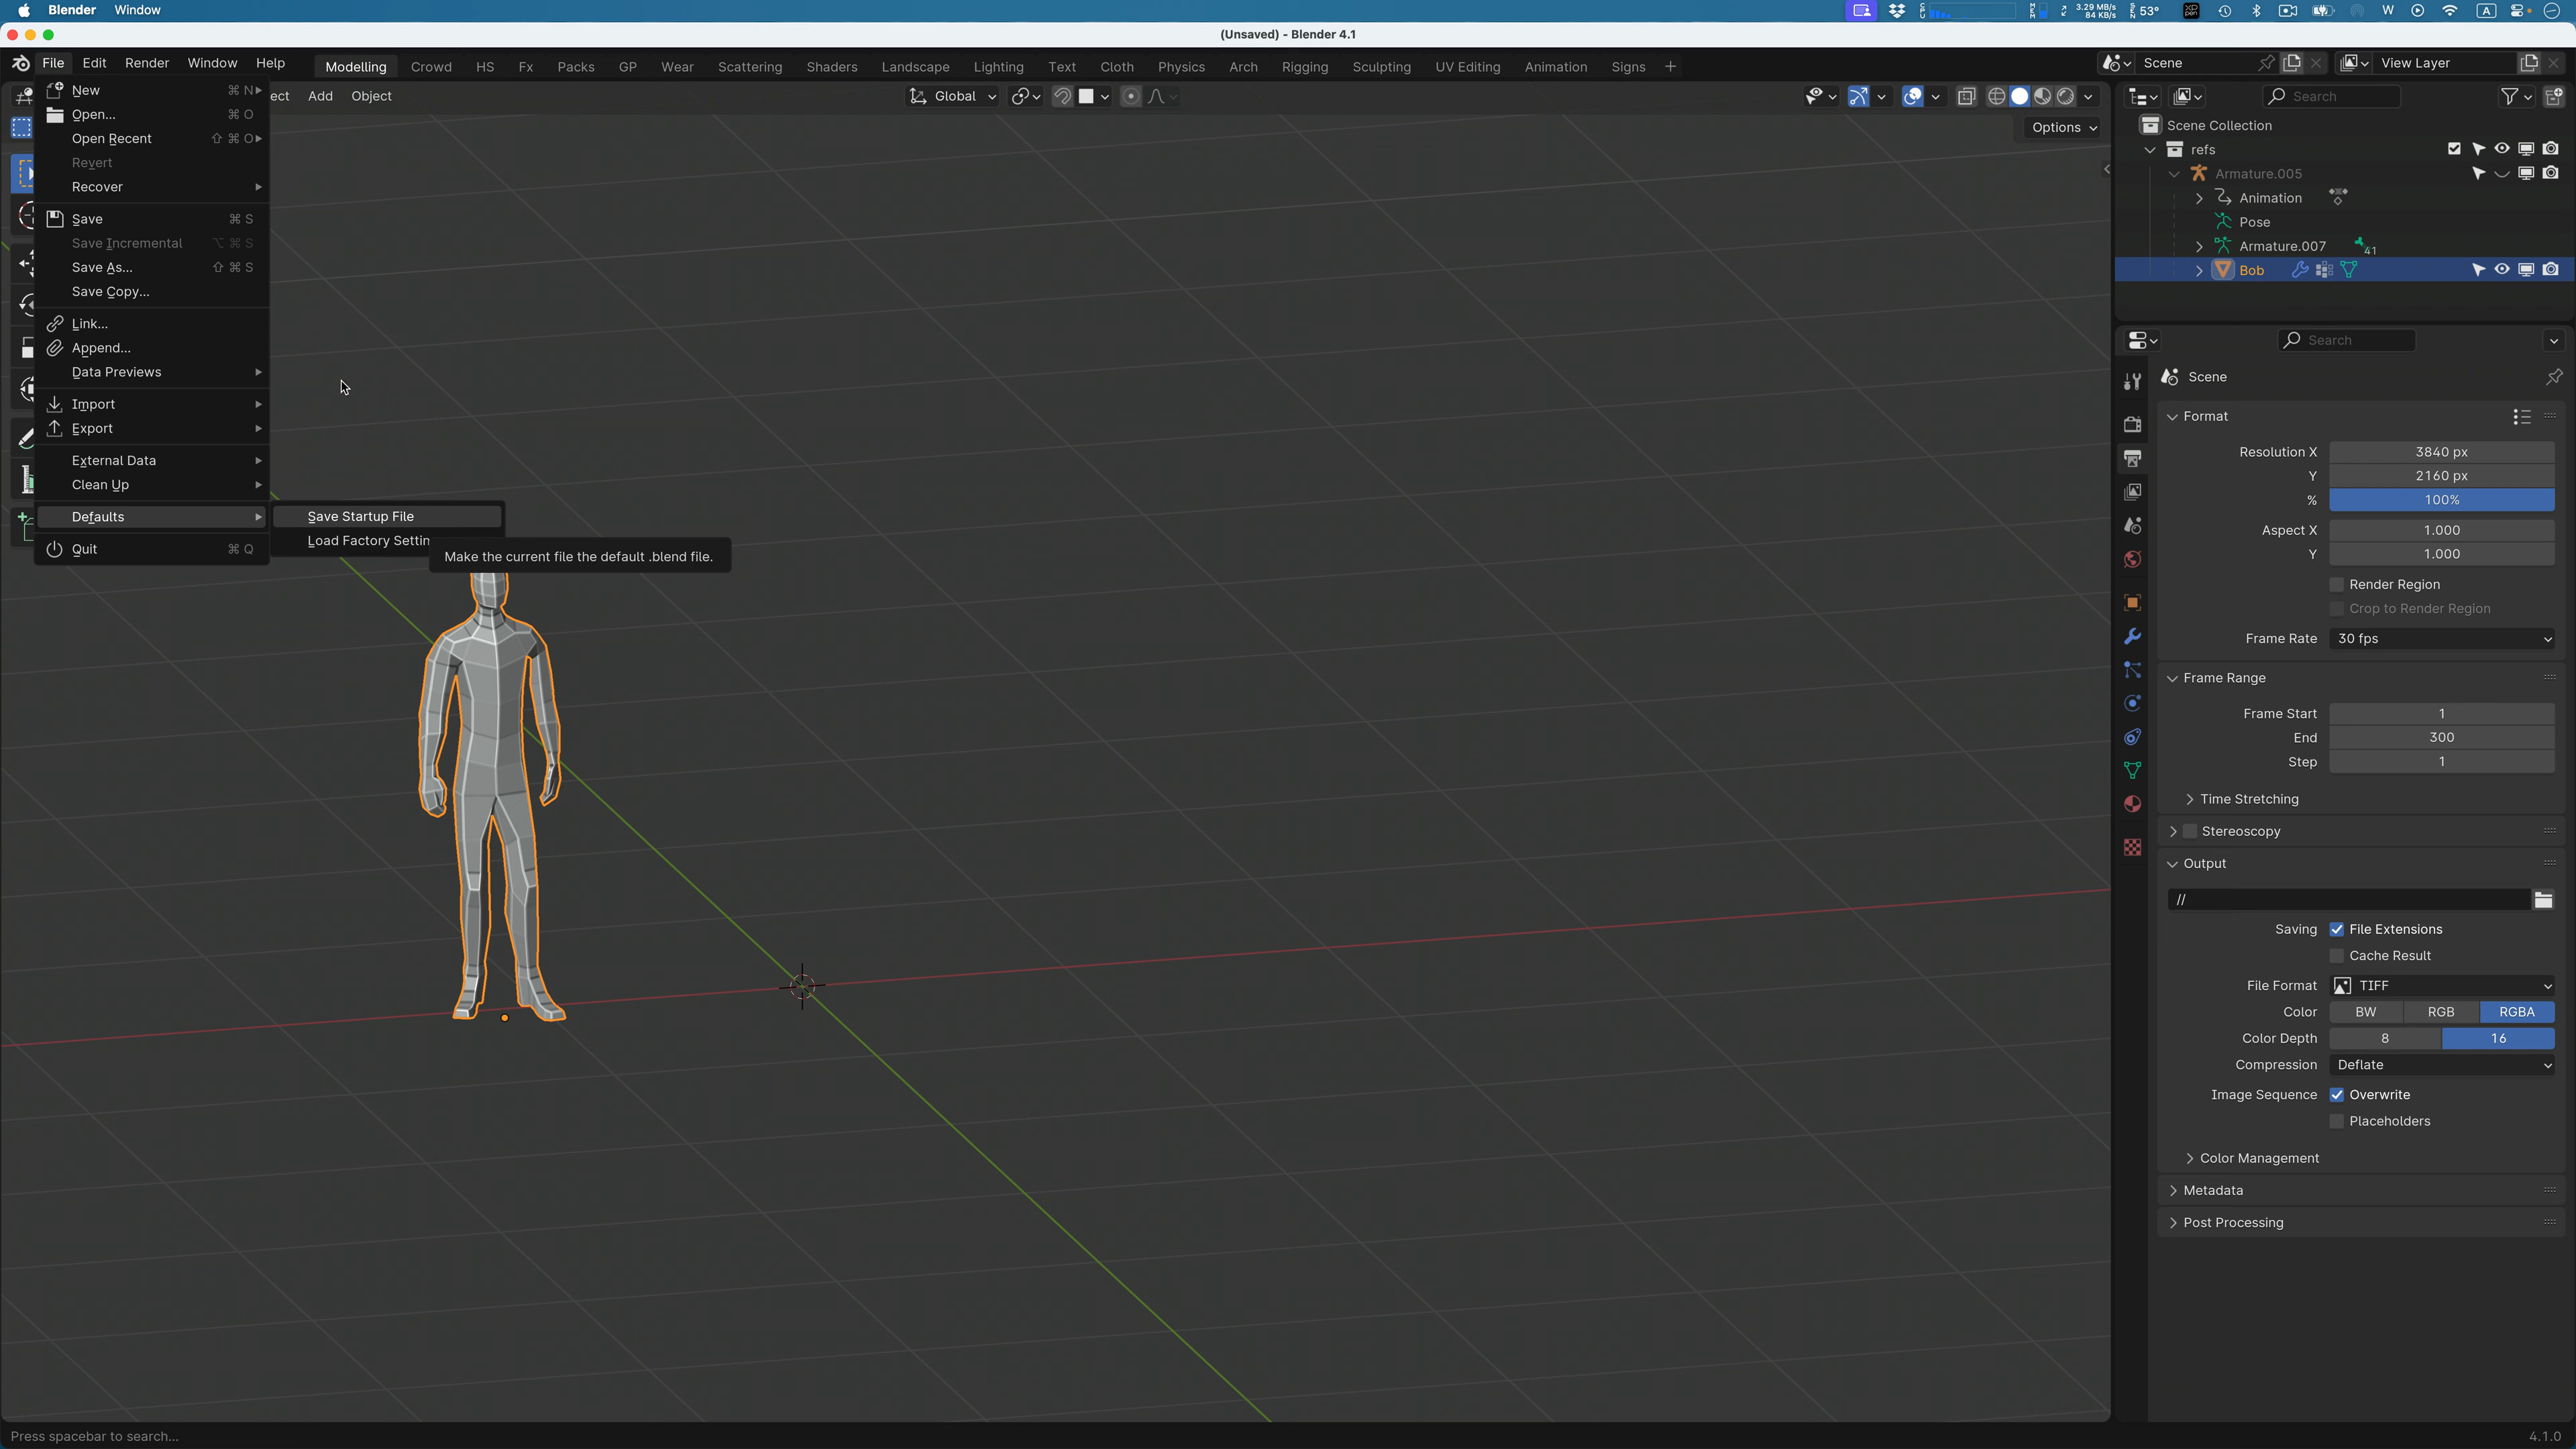 Blender Window
3.29 MB/s
84 KB/s
53°
W
A
(Unsaved) - Blender 4.1
File Edit Render Window Help
Modelling Crowd HS Fx Packs GP Wear Scattering Shaders Landscape Lighting Text Cloth Physics Arch Rigging Sculpting UV Editing Animation Signs +
Scene
View Layer
ect Add Object
Global
Options
New ⌘ N
Open... ⌘ O
Open Recent ⇧ ⌘ O
Revert
Recover
Save ⌘ S
Save Incremental ⌥ ⌘ S
Save As... ⇧ ⌘ S
Save Copy...
Link...
Append...
Data Previews
Import
Export
External Data
Clean Up
Defaults
Quit ⌘ Q
Save Startup File
Load Factory Settin
Make the current file the default .blend file.
Search
Scene Collection
refs
Armature.005
Animation
Pose
Armature.007 41
Bob
Search
Scene
Format
Resolution X 3840 px
Y 2160 px
% 100%
Aspect X 1.000
Y 1.000
Render Region
Crop to Render Region
Frame Rate 30 fps
Frame Range
Frame Start 1
End 300
Step 1
Time Stretching
Stereoscopy
Output
//
Saving File Extensions
Cache Result
File Format TIFF
Color BW RGB RGBA
Color Depth 8 16
Compression Deflate
Image Sequence Overwrite
Placeholders
Color Management
Metadata
Post Processing
Press spacebar to search...
4.1.0